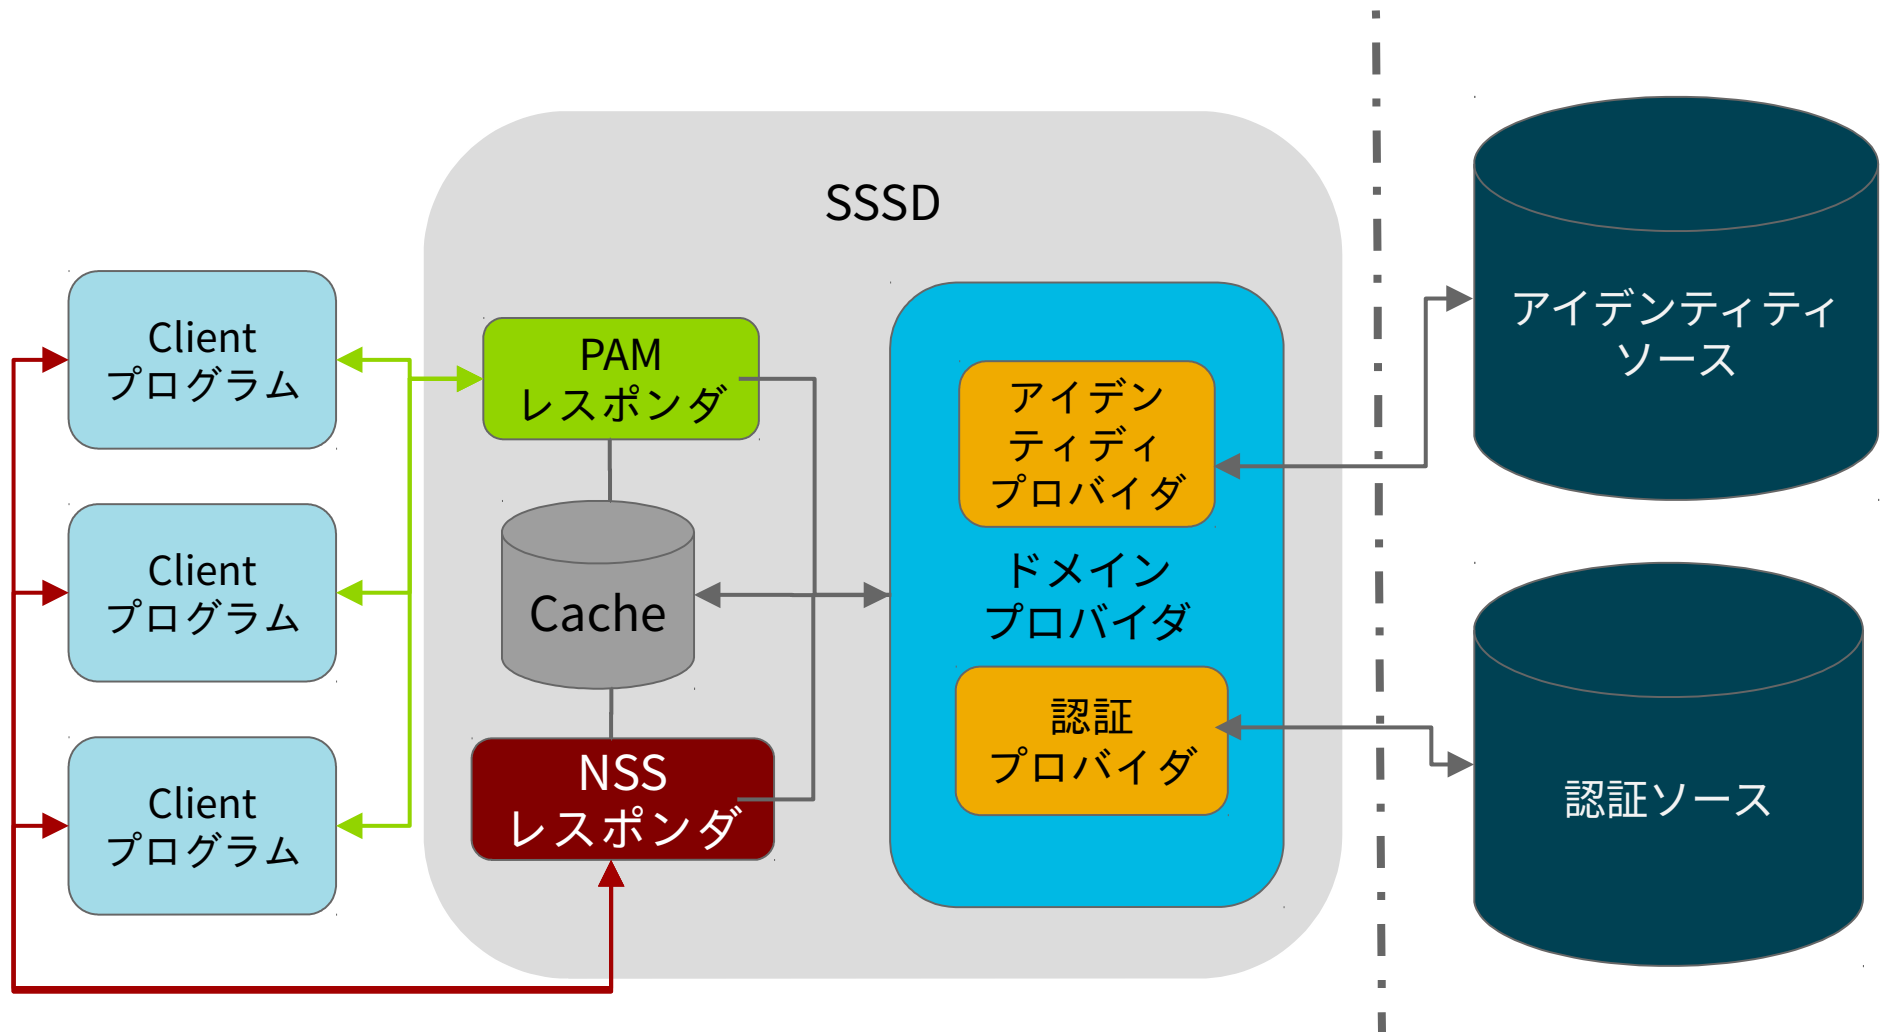 SSSD
Client
プログラム
Client
プログラム
Client
プログラム
PAM
レスポンダ
Cache
NSS
レスポンダ
アイデン
ティディ
プロバイダ
ドメイン
プロバイダ
認証
プロバイダ
アイデンティティ
ソース
認証ソース